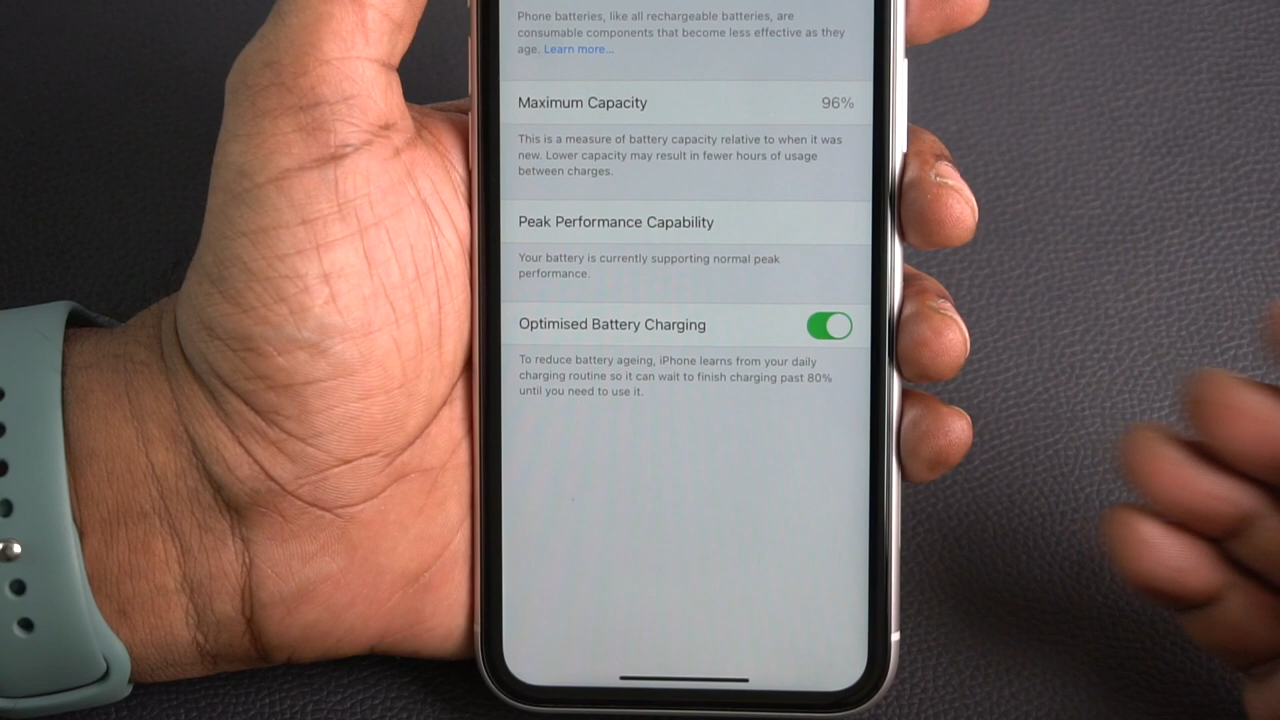 Phone batteries, like all rechargeable batteries, are
consumable components that become less effective as they
age. Learn more...
Maximum Capacity 96%
This is a measure of battery capacity relative to when it was
new. Lower capacity may result in fewer hours of usage
between charges.
Peak Performance Capability
Your battery is currently supporting normal peak
performance.
Optimised Battery Charging
To reduce battery ageing, iPhone learns from your daily
charging routine so it can wait to finish charging past 80%
until you need to use it.